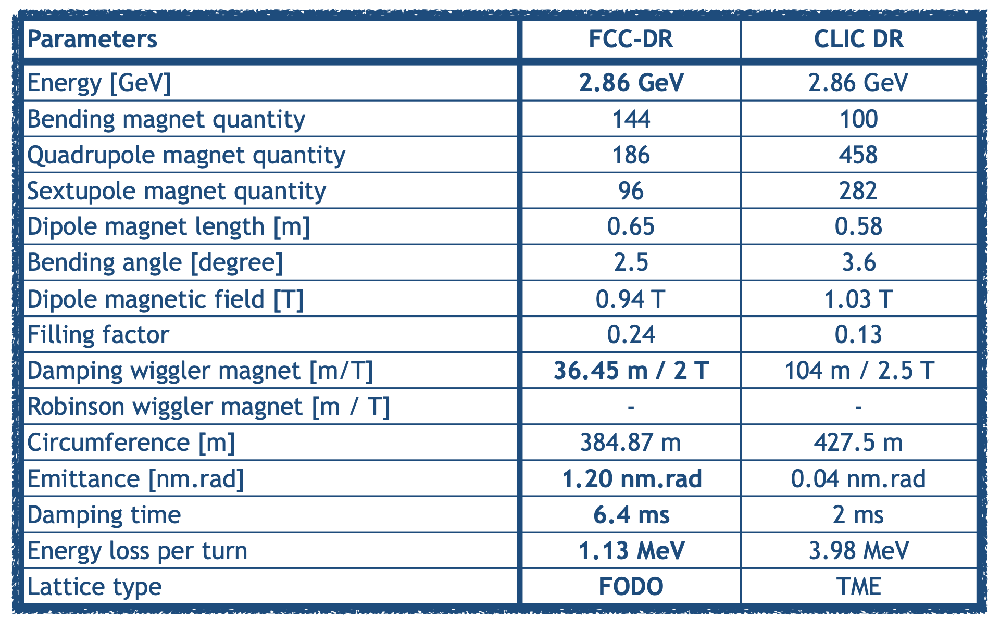 Parameters FCC-DR CLIC DR
Energy [GeV] 2.86 GeV 2.86 GeV
Bending magnet quantity 144 100
Quadrupole magnet quantity 186 458
Sextupole magnet quantity 96 282
Dipole magnet length [m] 0.65 0.58
Bending angle [degree] 2.5 3.6
Dipole magnetic field [T] 0.94 T 1.03 T
Filling factor 0.24 0.13
Damping wiggler magnet [m/T] 36.45 m / 2 T 104 m / 2.5 T
Robinson wiggler magnet [m / T] - -
Circumference [m] 384.87 m 427.5 m
Emittance [nm.rad] 1.20 nm.rad 0.04 nm.rad
Damping time 6.4 ms 2 ms
Energy loss per turn 1.13 MeV 3.98 MeV
Lattice type FODO TME